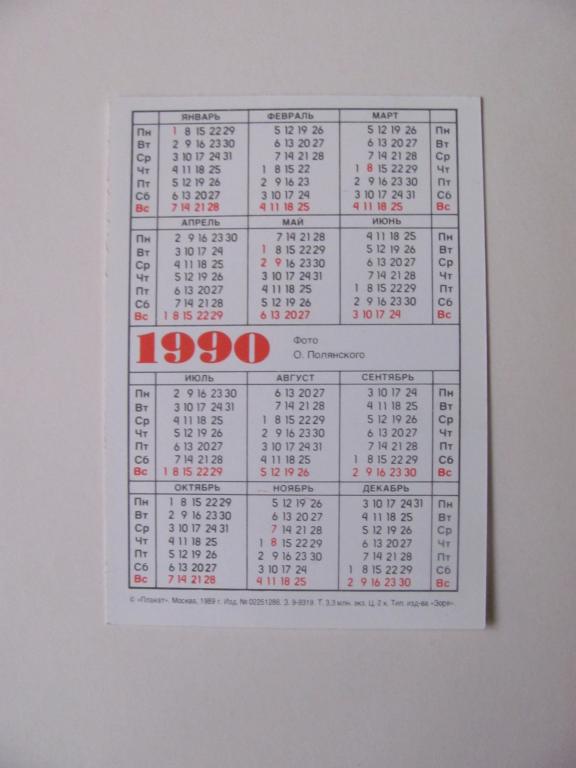 ЯНВАРЬ ФЕВРАЛЬ МАРТ
Пн 1 8 15 22 29 5 12 19 26 5 12 19 26 Пн
Вт 2 9 16 23 30 6 13 20 27 6 13 20 27 Вт
Ср 3 10 17 24 31 7 14 21 28 7 14 21 28 Ср
Чт 4 11 18 25 1 8 15 22 1 8 15 22 29 Чт
Пт 5 12 19 26 2 9 16 23 2 9 16 23 30 Пт
Сб 6 13 20 27 3 10 17 24 3 10 17 24 31 Сб
Вс 7 14 21 28 4 11 18 25 4 11 18 25 Вс
АПРЕЛЬ МАЙ ИЮНЬ
Пн 2 9 16 23 30 7 14 21 28 4 11 18 25 Пн
Вт 3 10 17 24 1 8 15 22 29 5 12 19 26 Вт
Ср 4 11 18 25 2 9 16 23 30 6 13 20 27 Ср
Чт 5 12 19 26 3 10 17 24 31 7 14 21 28 Чт
Пт 6 13 20 27 4 11 18 25 1 8 15 22 29 Пт
Сб 7 14 21 28 5 12 19 26 2 9 16 23 30 Сб
Вс 1 8 15 22 29 6 13 20 27 3 10 17 24 Вс
1990
Фото
О. Полянского
ИЮЛЬ АВГУСТ СЕНТЯБРЬ
Пн 2 9 16 23 30 6 13 20 27 3 10 17 24 Пн
Вт 3 10 17 24 31 7 14 21 28 4 11 18 25 Вт
Ср 4 11 18 25 1 8 15 22 29 5 12 19 26 Ср
Чт 5 12 19 26 2 9 16 23 30 6 13 20 27 Чт
Пт 6 13 20 27 3 10 17 24 31 7 14 21 28 Пт
Сб 7 14 21 28 4 11 18 25 1 8 15 22 29 Сб
Вс 1 8 15 22 29 5 12 19 26 2 9 16 23 30 Вс
ОКТЯБРЬ НОЯБРЬ ДЕКАБРЬ
Пн 1 8 15 22 29 5 12 19 26 3 10 17 24 31 Пн
Вт 2 9 16 23 30 6 13 20 27 4 11 18 25 Вт
Ср 3 10 17 24 31 7 14 21 28 5 12 19 26 Ср
Чт 4 11 18 25 1 8 15 22 29 6 13 20 27 Чт
Пт 5 12 19 26 2 9 16 23 30 7 14 21 28 Пт
Сб 6 13 20 27 3 10 17 24 1 8 15 22 29 Сб
Вс 7 14 21 28 4 11 18 25 2 9 16 23 30 Вс
© «Плакат». Москва, 1989 г. Изд. № 02251286. З. 9-9319. Т. 3,3 млн. экз. Ц. 2 к. Тип. изд-ва «Зоря».